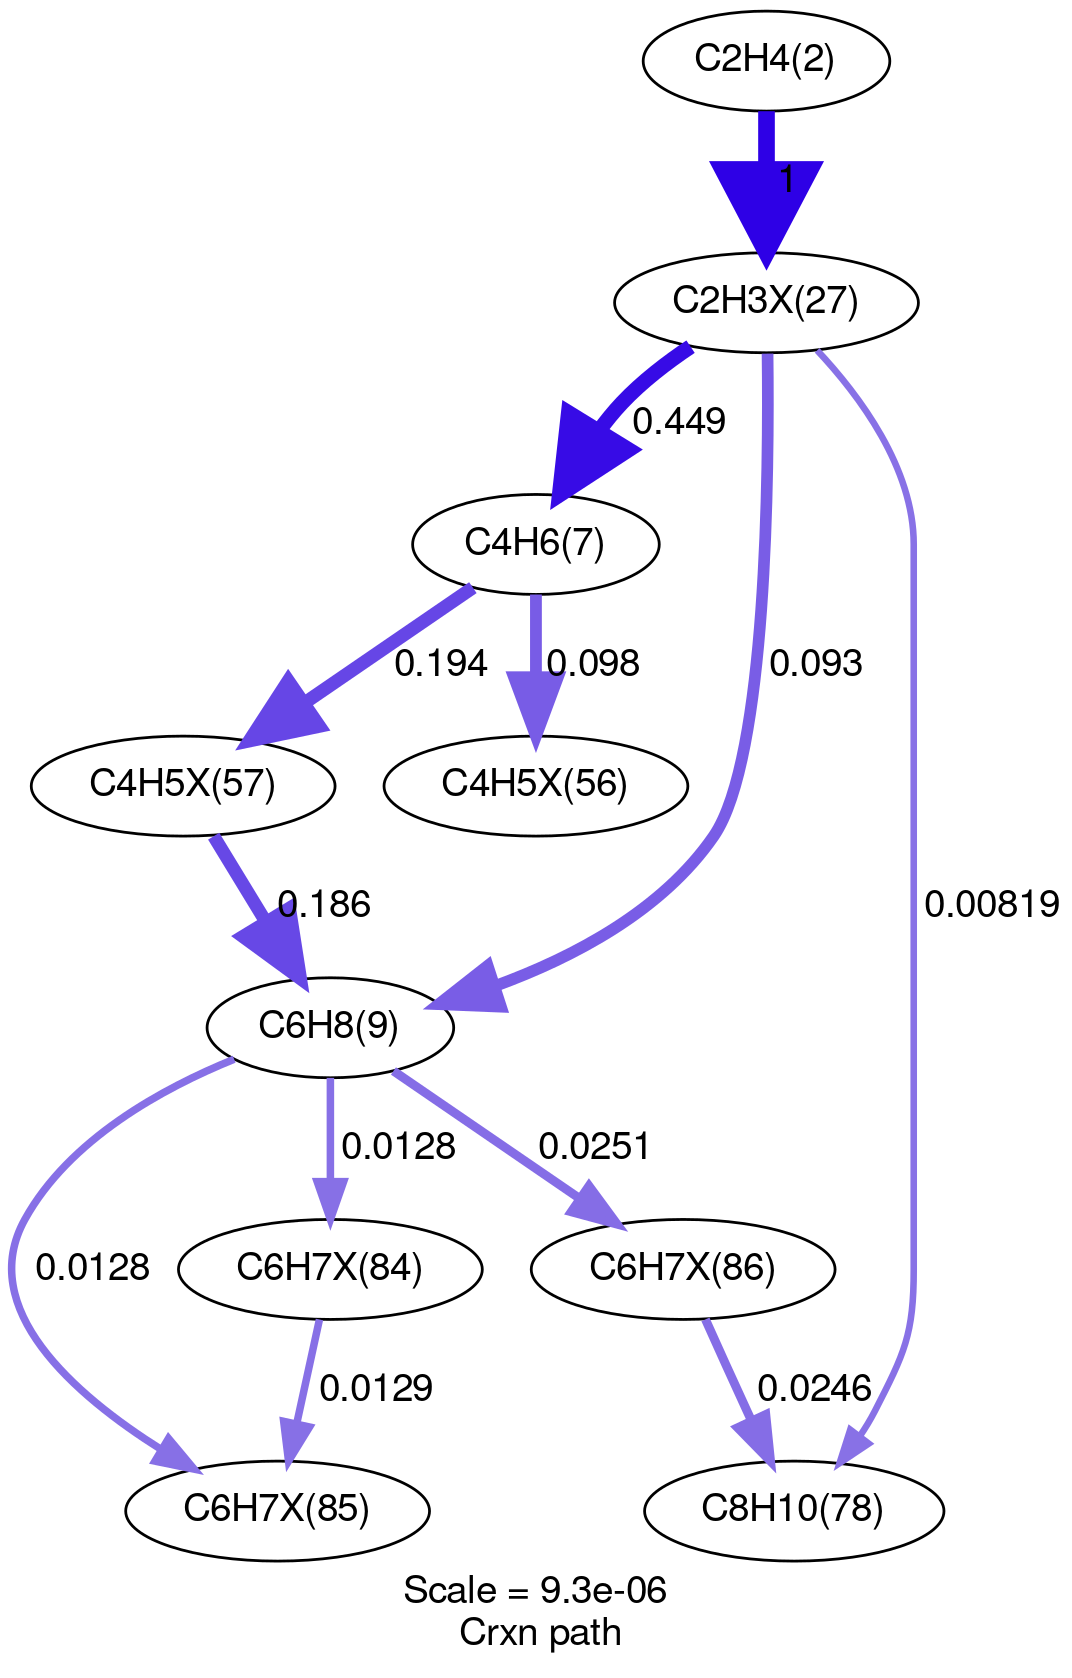 C2H4(2)
1
C2H3X(27)
0.449
C4H6(7)
0.194
0.098
0.093
C4H5X(57)
C4H5X(56)
0.186
0.00819
C6H8(9)
0.0128
0.0251
0.0128
C6H7X(84)
C6H7X(86)
0.0129
0.0246
C6H7X(85)
C8H10(78)
Scale = 9.3e-06
Crxn path